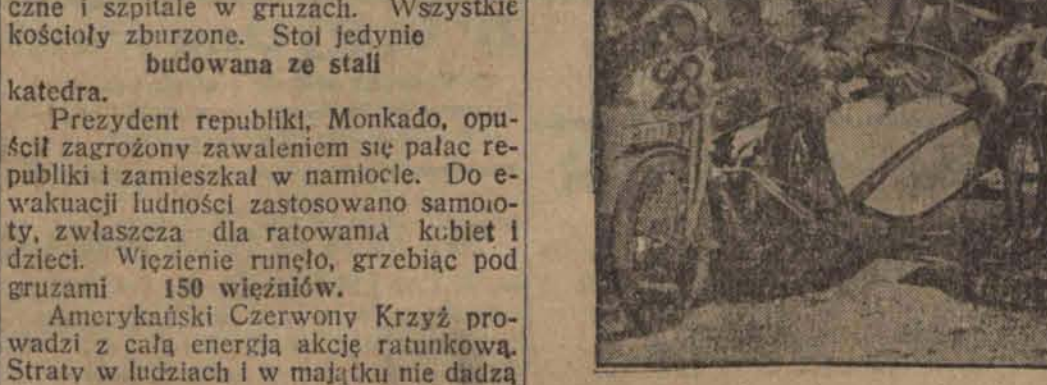 czne i szpitale w gruzach. Wszystkie
kościoły zburzone. Stoi jedynie
budowana ze stali
katedra.
Prezydent republiki, Monkado, opu-
ścił zagrożony zawaleniem się pałac re-
publiki i zamieszkał w namiocie. Do e-
wakuacji ludności zastosowano samolo-
ty, zwłaszcza dla ratowania kobiet i
dzieci. Więzienie runęło, grzebiąc pod
gruzami 150 więźniów.
Amerykański Czerwony Krzyż pro-
wadzi z całą energją akcję ratunkową.
Straty w ludziach i w majątku nie dadzą